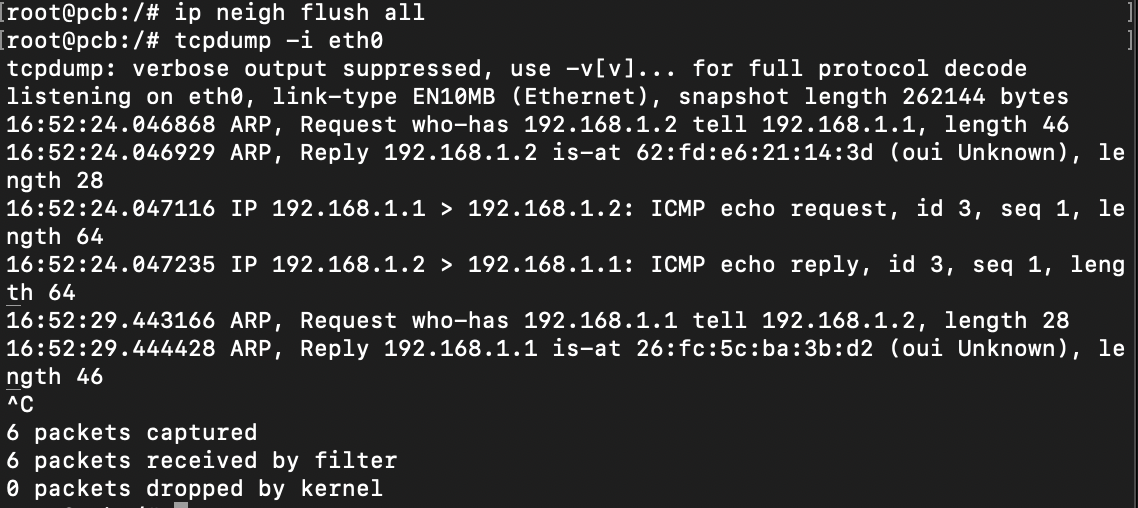 [root@pcb:/# ip neigh flush all ]
[root@pcb:/# tcpdump -i eth0 ]
tcpdump: verbose output suppressed, use -v[v]... for full protocol decode
listening on eth0, link-type EN10MB (Ethernet), snapshot length 262144 bytes
16:52:24.046868 ARP, Request who-has 192.168.1.2 tell 192.168.1.1, length 46
16:52:24.046929 ARP, Reply 192.168.1.2 is-at 62:fd:e6:21:14:3d (oui Unknown), le
ngth 28
16:52:24.047116 IP 192.168.1.1 > 192.168.1.2: ICMP echo request, id 3, seq 1, le
ngth 64
16:52:24.047235 IP 192.168.1.2 > 192.168.1.1: ICMP echo reply, id 3, seq 1, leng
th 64
16:52:29.443166 ARP, Request who-has 192.168.1.1 tell 192.168.1.2, length 28
16:52:29.444428 ARP, Reply 192.168.1.1 is-at 26:fc:5c:ba:3b:d2 (oui Unknown), le
ngth 46
^C
6 packets captured
6 packets received by filter
0 packets dropped by kernel